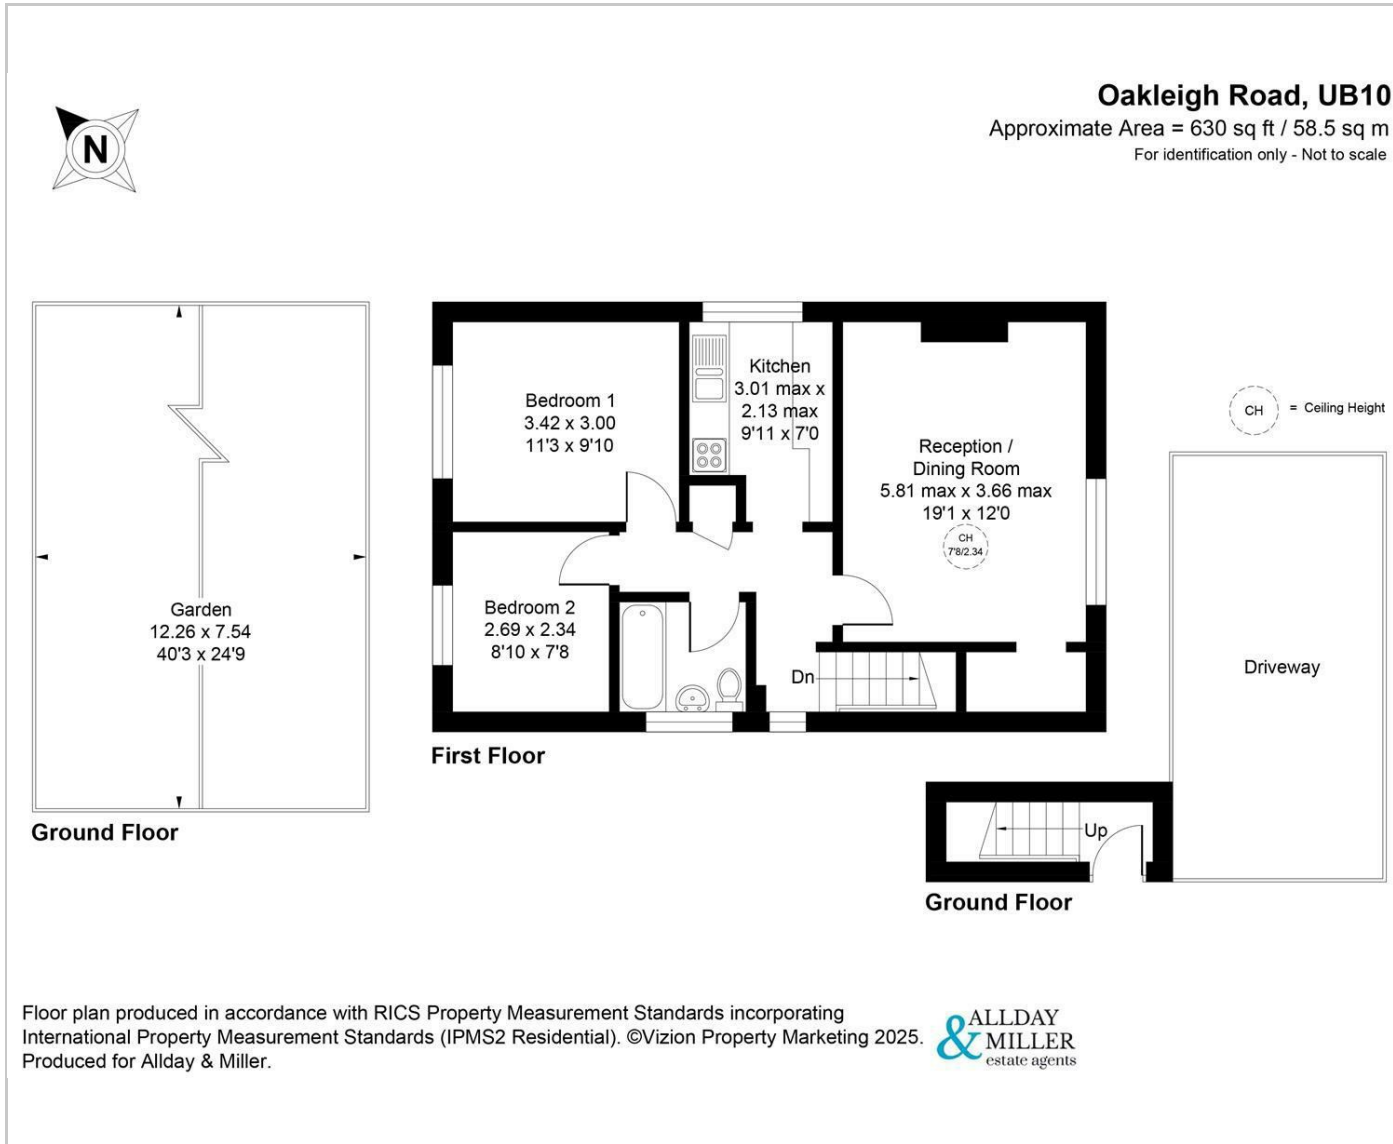 N
Oakleigh Road, UB10
Approximate Area = 630 sq ft / 58.5 sq m
For identification only - Not to scale
Bedroom 1
3.42 x 3.00
11'3 x 9'10
Kitchen
3.01 max x
2.13 max
9'11 x 7'0
Reception /
Dining Room
5.81 max x 3.66 max
19'1 x 12'0
CH
7'8/2.34
CH = Ceiling Height
Garden
12.26 x 7.54
40'3 x 24'9
Bedroom 2
2.69 x 2.34
8'10 x 7'8
Dn
Driveway
First Floor
Ground Floor
Up
Ground Floor
Floor plan produced in accordance with RICS Property Measurement Standards incorporating
International Property Measurement Standards (IPMS2 Residential). ©Vizion Property Marketing 2025.
Produced for Allday & Miller.
ALLDAY
& MILLER
estate agents